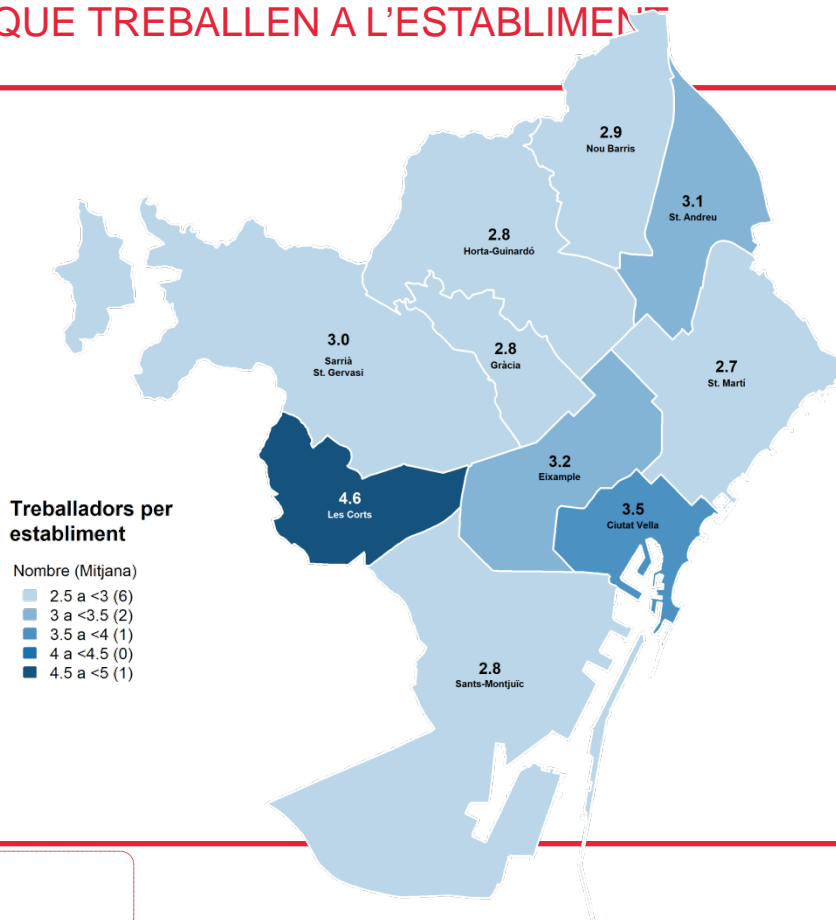 QUE TREBALLEN A L’ESTABLIMENT
2.9
Nou Barris
3.1
St. Andreu
2.8
Horta-Guinardó
3.0
Sarrià
St. Gervasi
2.8
Gràcia
2.7
St. Martí
3.2
Eixample
4.6
Les Corts
3.5
Ciutat Vella
2.8
Sants-Montjuïc
Treballadors per
establiment
Nombre (Mitjana)
2.5 a <3 (6)
3 a <3.5 (2)
3.5 a <4 (1)
4 a <4.5 (0)
4.5 a <5 (1)